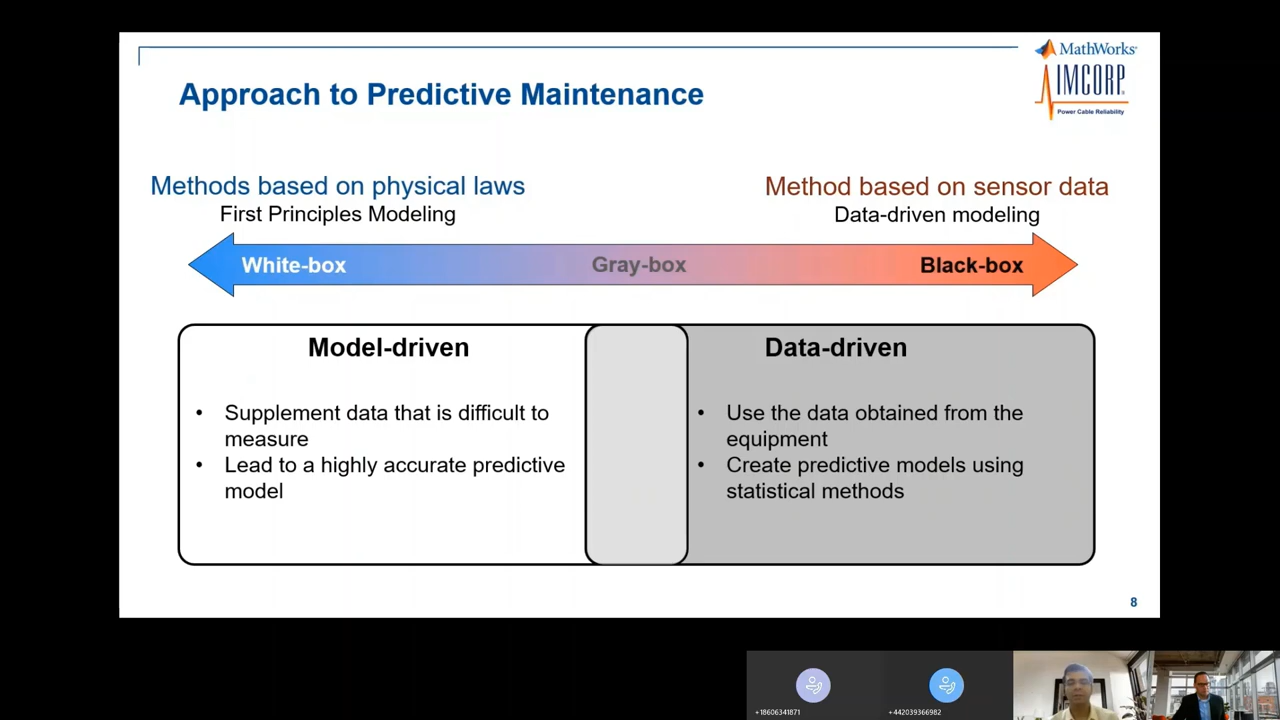 MathWorks®
IMCORP®
Power Cable Reliability
Approach to Predictive Maintenance
Methods based on physical laws
First Principles Modeling
Method based on sensor data
Data-driven modeling
White-box
Gray-box
Black-box
Model-driven
• Supplement data that is difficult to
measure
• Lead to a highly accurate predictive
model
Data-driven
• Use the data obtained from the
equipment
• Create predictive models using
statistical methods
8
+18606341871
+442039366982